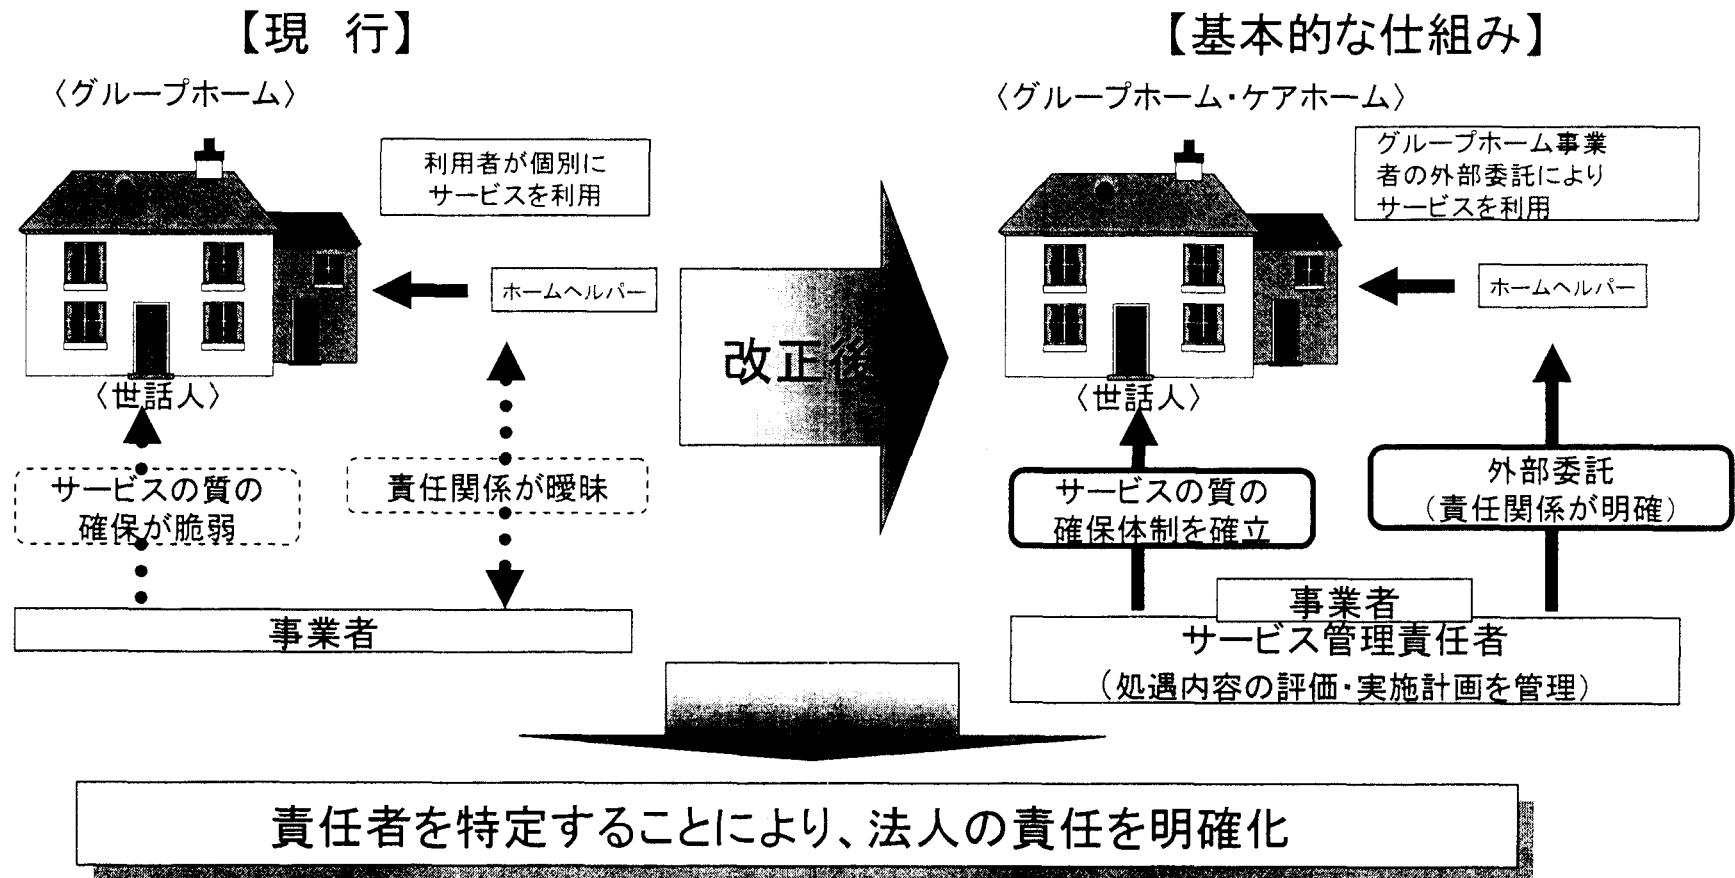 【現　行】
〈グループホーム〉
利用者が個別に
サービスを利用
ホームヘルパー
〈世話人〉
サービスの質の
確保が脆弱
責任関係が曖昧
事業者
改正後
【基本的な仕組み】
〈グループホーム・ケアホーム〉
グループホーム事業
者の外部委託により
サービスを利用
ホームヘルパー
〈世話人〉
サービスの質の
確保体制を確立
外部委託
（責任関係が明確）
事業者
サービス管理責任者
（処遇内容の評価・実施計画を管理）
責任者を特定することにより、法人の責任を明確化